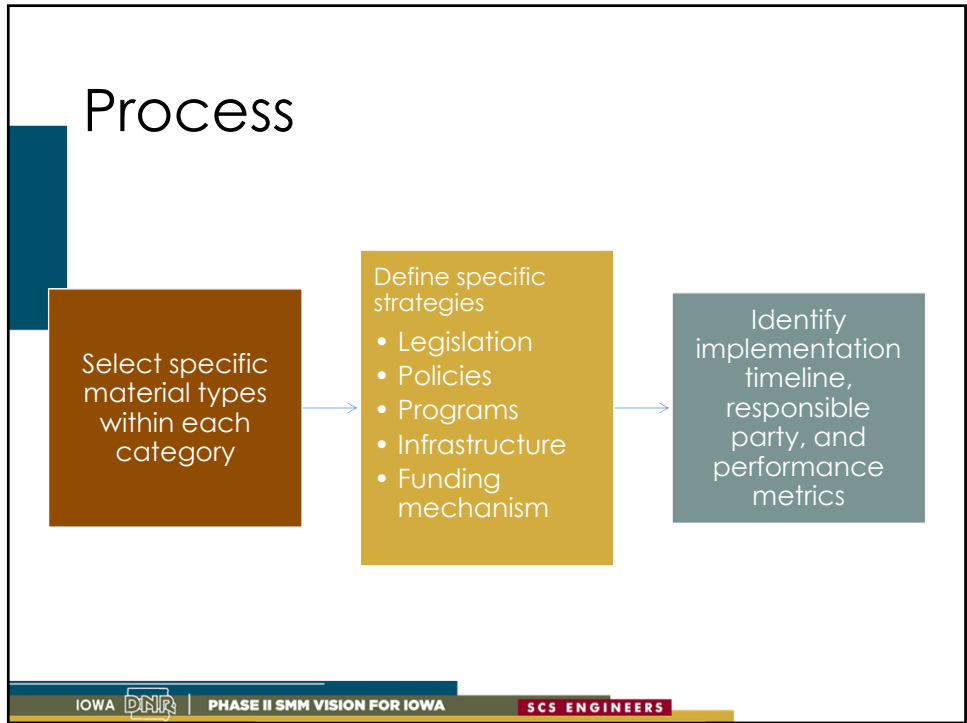 Process
Select specific
material types
within each
category
Define specific
strategies
• Legislation
• Policies
• Programs
• Infrastructure
• Funding
mechanism
Identify
implementation
timeline,
responsible
party, and
performance
metrics
IOWA DNR | PHASE II SMM VISION FOR IOWA SCS ENGINEERS